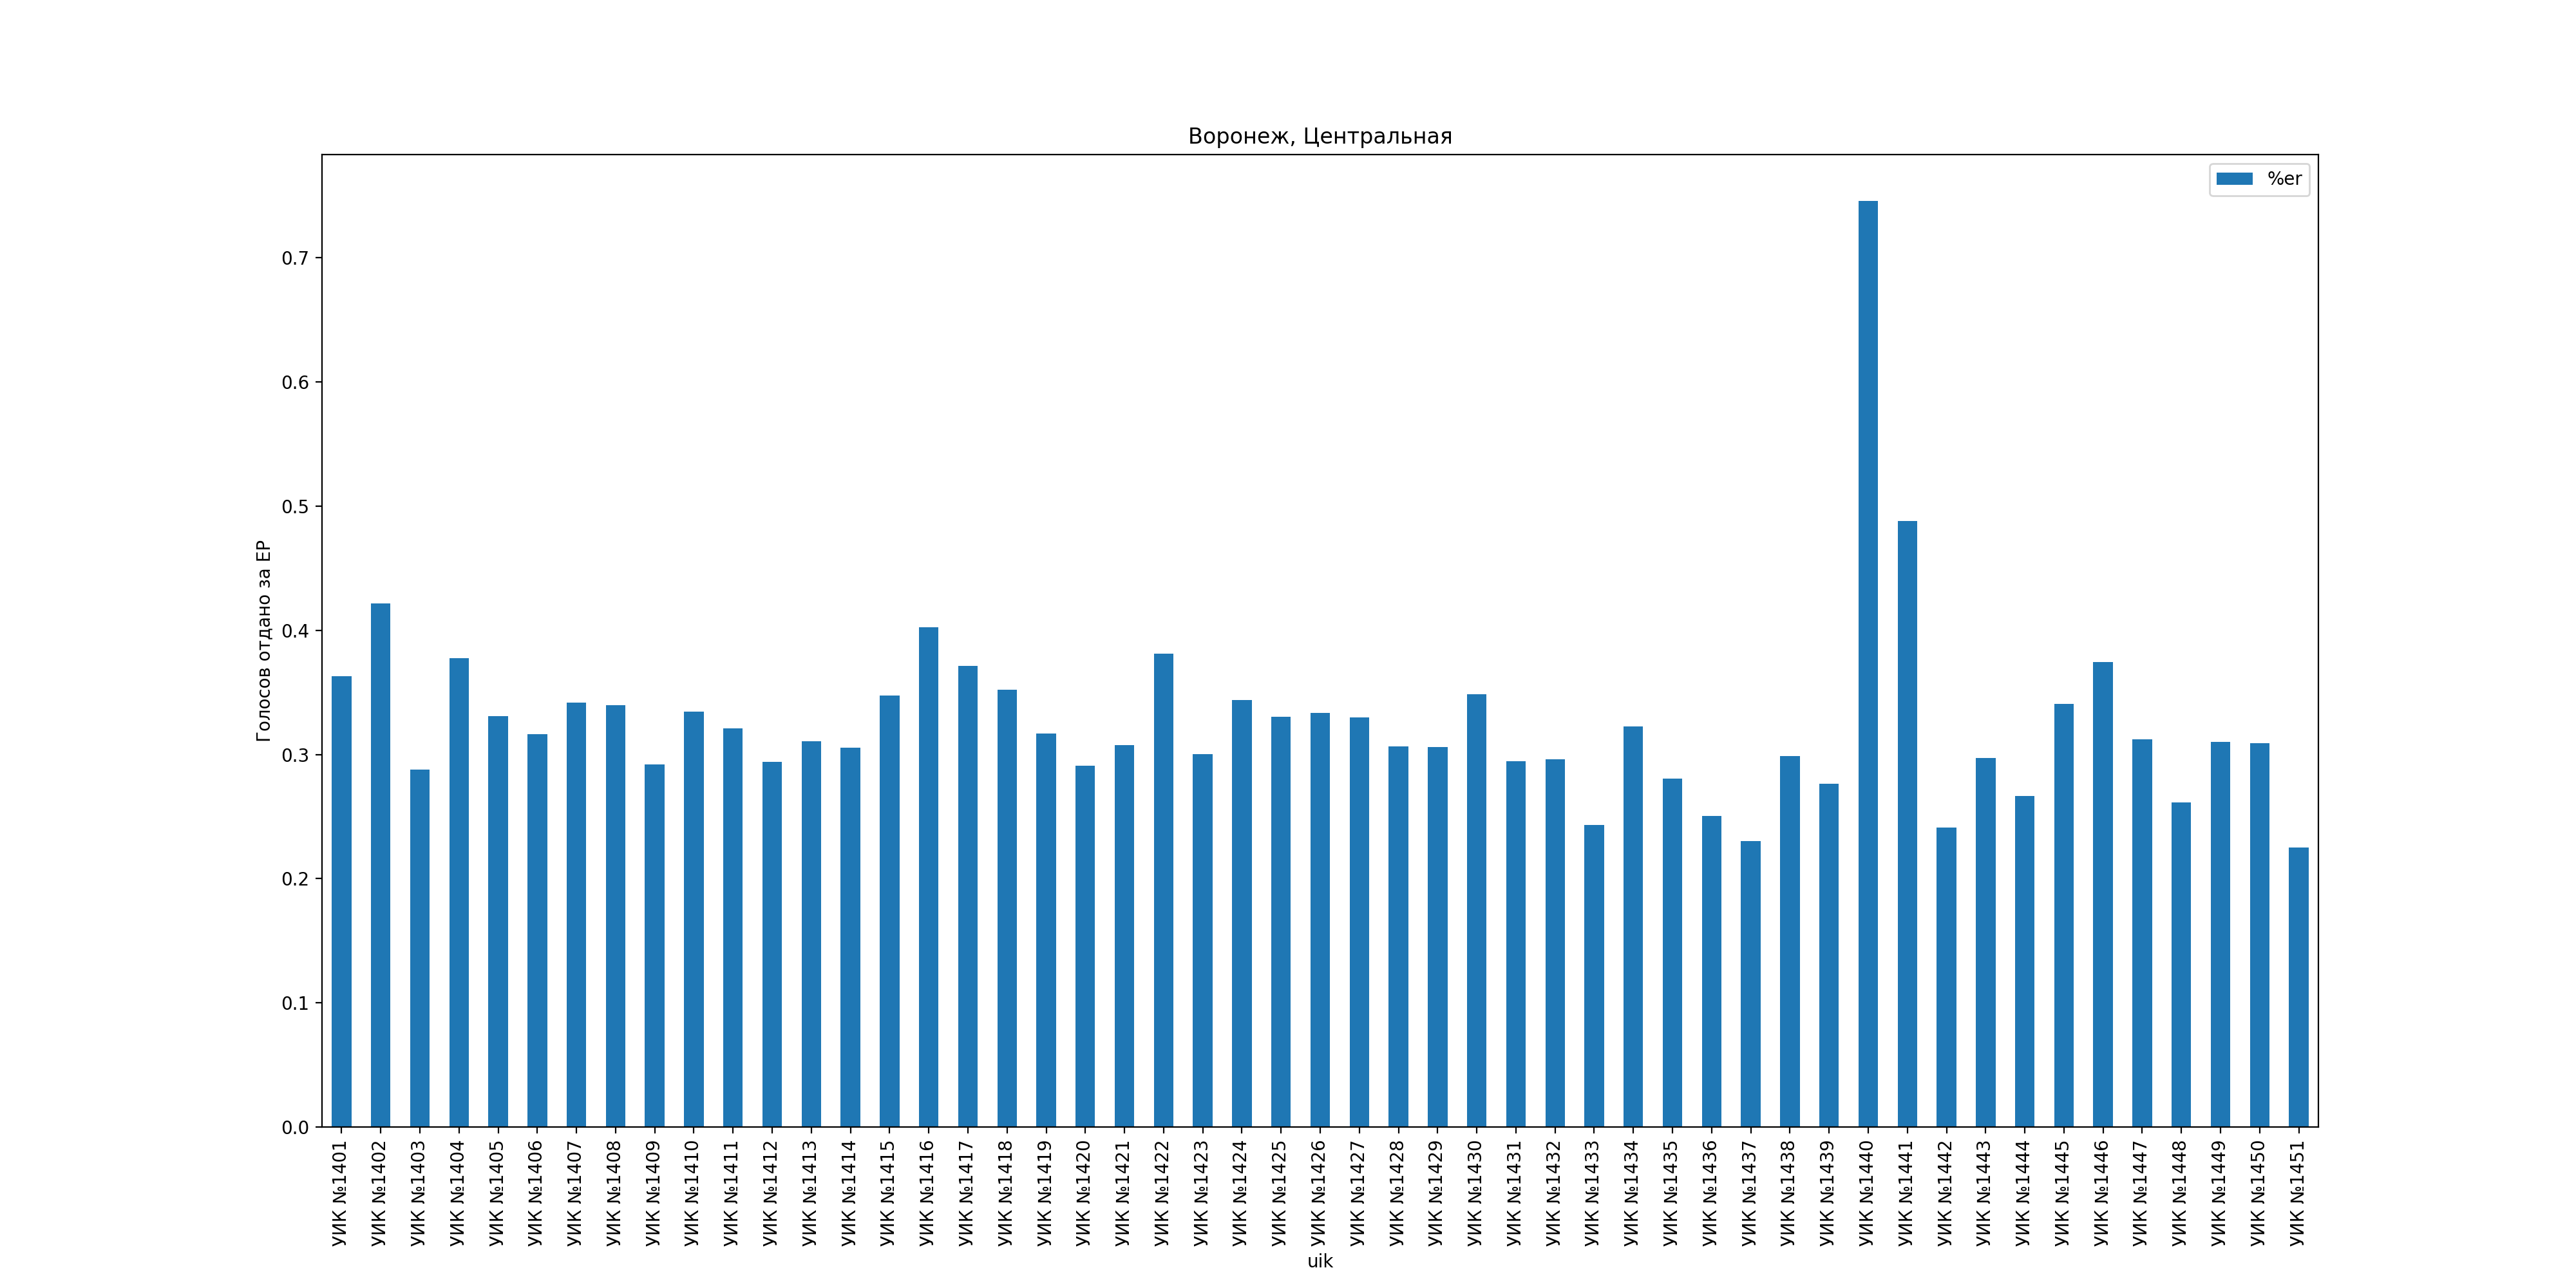 Воронеж, Центральная
%er
Голосов отдано за ЕР
0.7
0.6
0.5
0.4
0.3
0.2
0.1
0.0
УИК №1401
УИК №1402
УИК №1403
УИК №1404
УИК №1405
УИК №1406
УИК №1407
УИК №1408
УИК №1409
УИК №1410
УИК №1411
УИК №1412
УИК №1413
УИК №1414
УИК №1415
УИК №1416
УИК №1417
УИК №1418
УИК №1419
УИК №1420
УИК №1421
УИК №1422
УИК №1423
УИК №1424
УИК №1425
УИК №1426
УИК №1427
УИК №1428
УИК №1429
УИК №1430
УИК №1431
УИК №1432
УИК №1433
УИК №1434
УИК №1435
УИК №1436
УИК №1437
УИК №1438
УИК №1439
УИК №1440
УИК №1441
УИК №1442
УИК №1443
УИК №1444
УИК №1445
УИК №1446
УИК №1447
УИК №1448
УИК №1449
УИК №1450
УИК №1451
uik